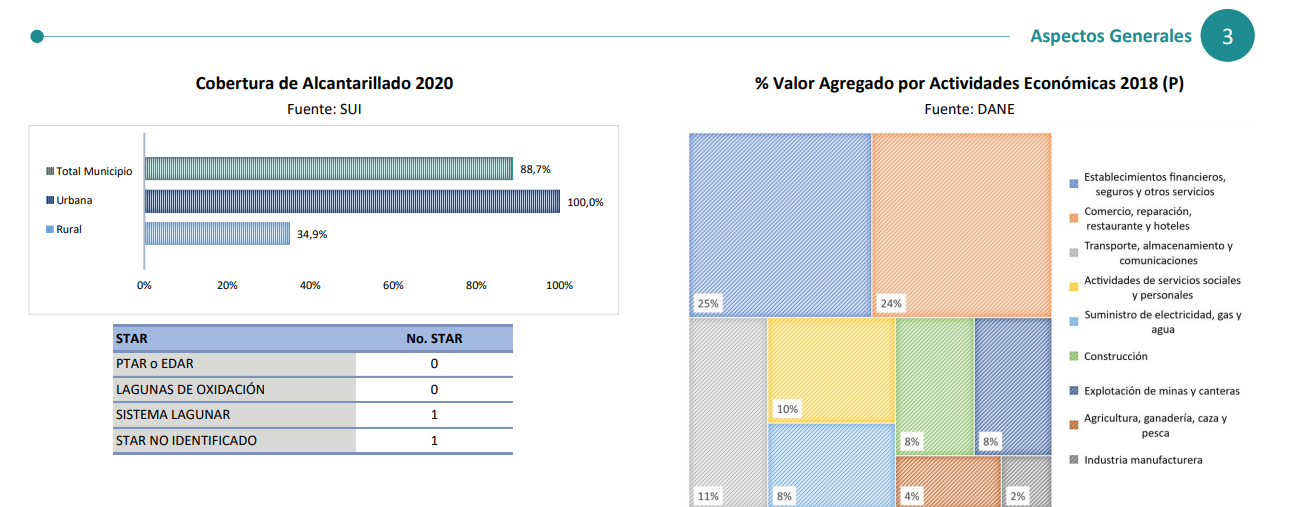 Aspectos Generales 3
Cobertura de Alcantarillado 2020
Fuente: SUI
Total Municipio
88,7%
Urbana
100,0%
Rural
34,9%
0% 20% 40% 60% 80% 100%
STAR No. STAR
PTAR o EDAR 0
LAGUNAS DE OXIDACIÓN 0
SISTEMA LAGUNAR 1
STAR NO IDENTIFICADO 1
% Valor Agregado por Actividades Económicas 2018 (P)
Fuente: DANE
25% 24%
10%
8% 8%
11% 8% 4% 2%
Establecimientos financieros,
seguros y otros servicios
Comercio, reparación,
restaurante y hoteles
Transporte, almacenamiento y
comunicaciones
Actividades de servicios sociales
y personales
Suministro de electricidad, gas y
agua
Construcción
Explotación de minas y canteras
Agricultura, ganadería, caza y
pesca
Industria manufacturera